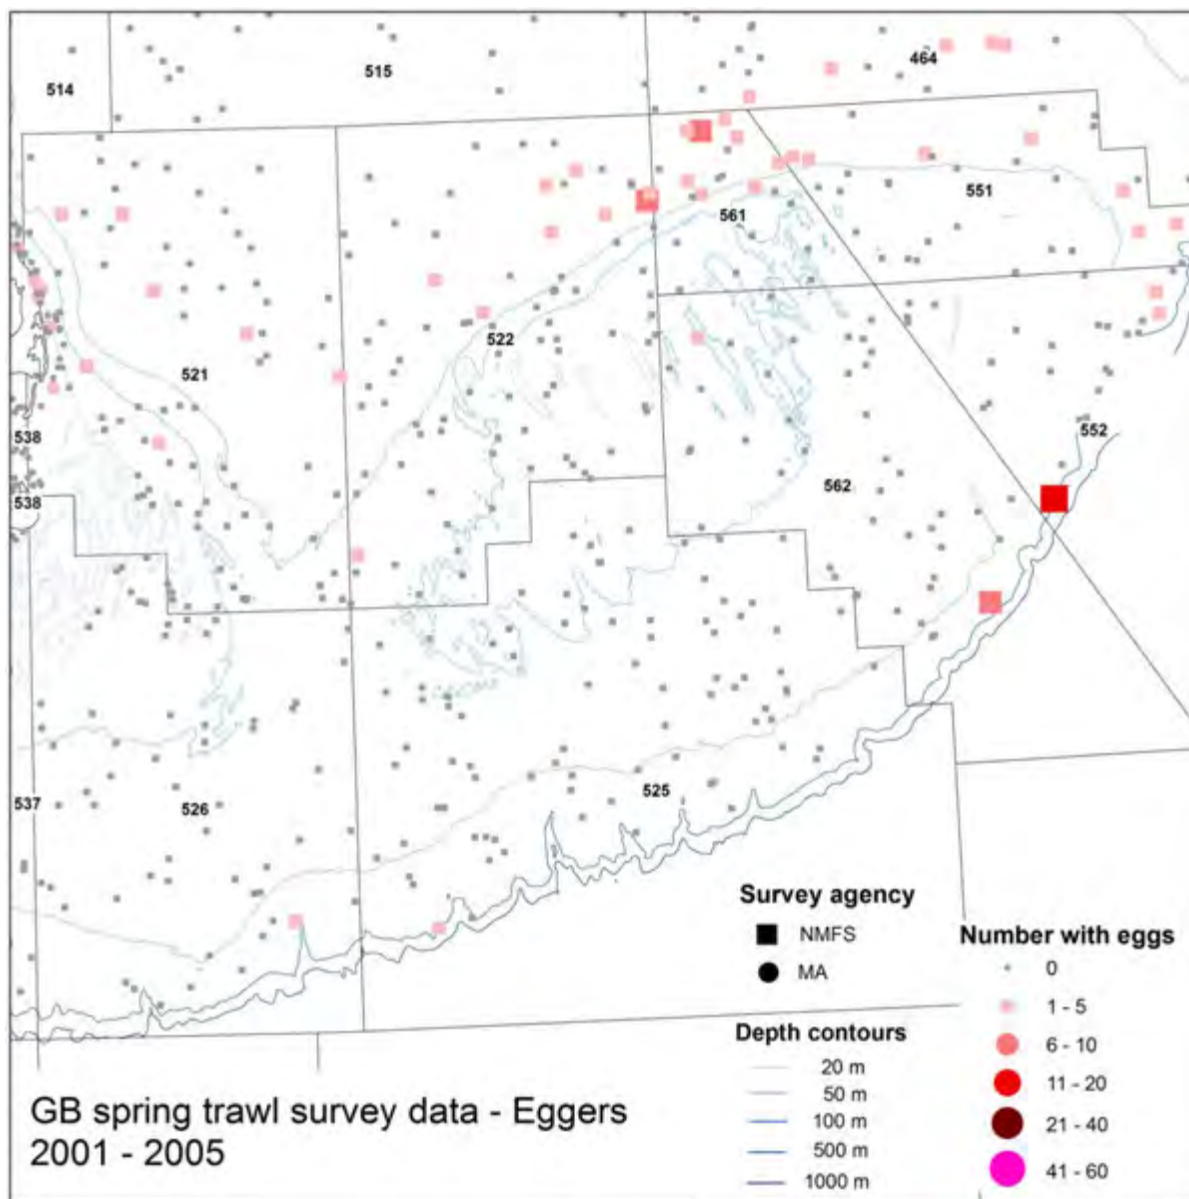 515
464
514
551
561
522
521
538
552
562
538
537
526
525
Survey agency
NMFS
MA
Number with eggs
0
1 - 5
6 - 10
11 - 20
21 - 40
41 - 60
Depth contours
20 m
50 m
100 m
500 m
1000 m
GB spring trawl survey data - Eggers
2001 - 2005